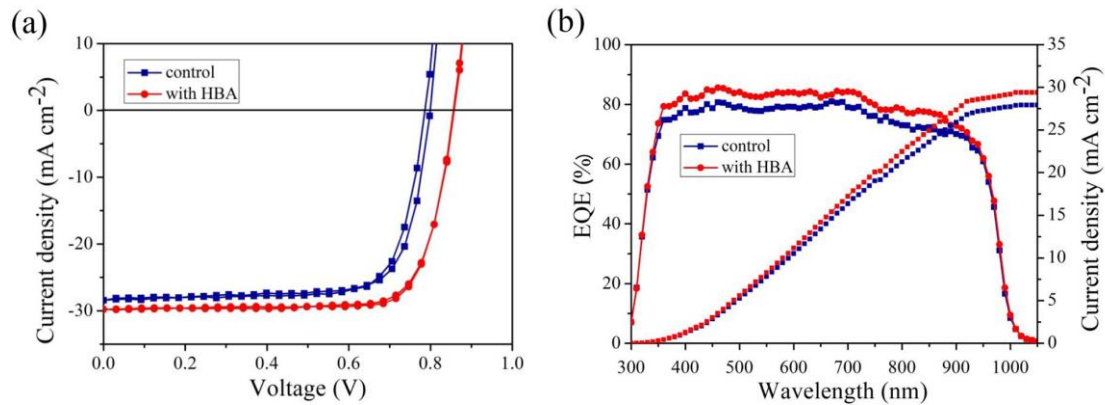 (a)
10
0
-10
-20
-30
Current density (mA cm-2)
control
with HBA
0.0 0.2 0.4 0.6 0.8 1.0
Voltage (V)
(b)
100
80
60
40
20
0
EQE (%)
control
with HBA
35
30
25
20
15
10
5
0
Current density (mA cm-2)
300 400 500 600 700 800 900 1000
Wavelength (nm)